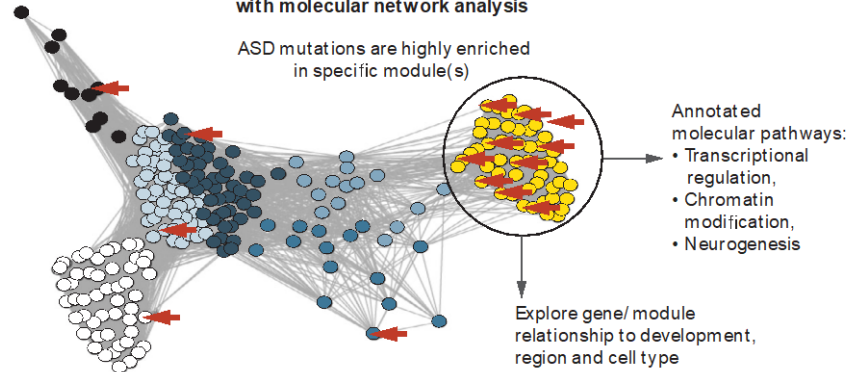 with molecular network analysis
ASD mutations are highly enriched
in specific module(s)
Annotated
molecular pathways:
• Transcriptional
regulation,
• Chromatin
modification,
• Neurogenesis
Explore gene/ module
relationship to development,
region and cell type